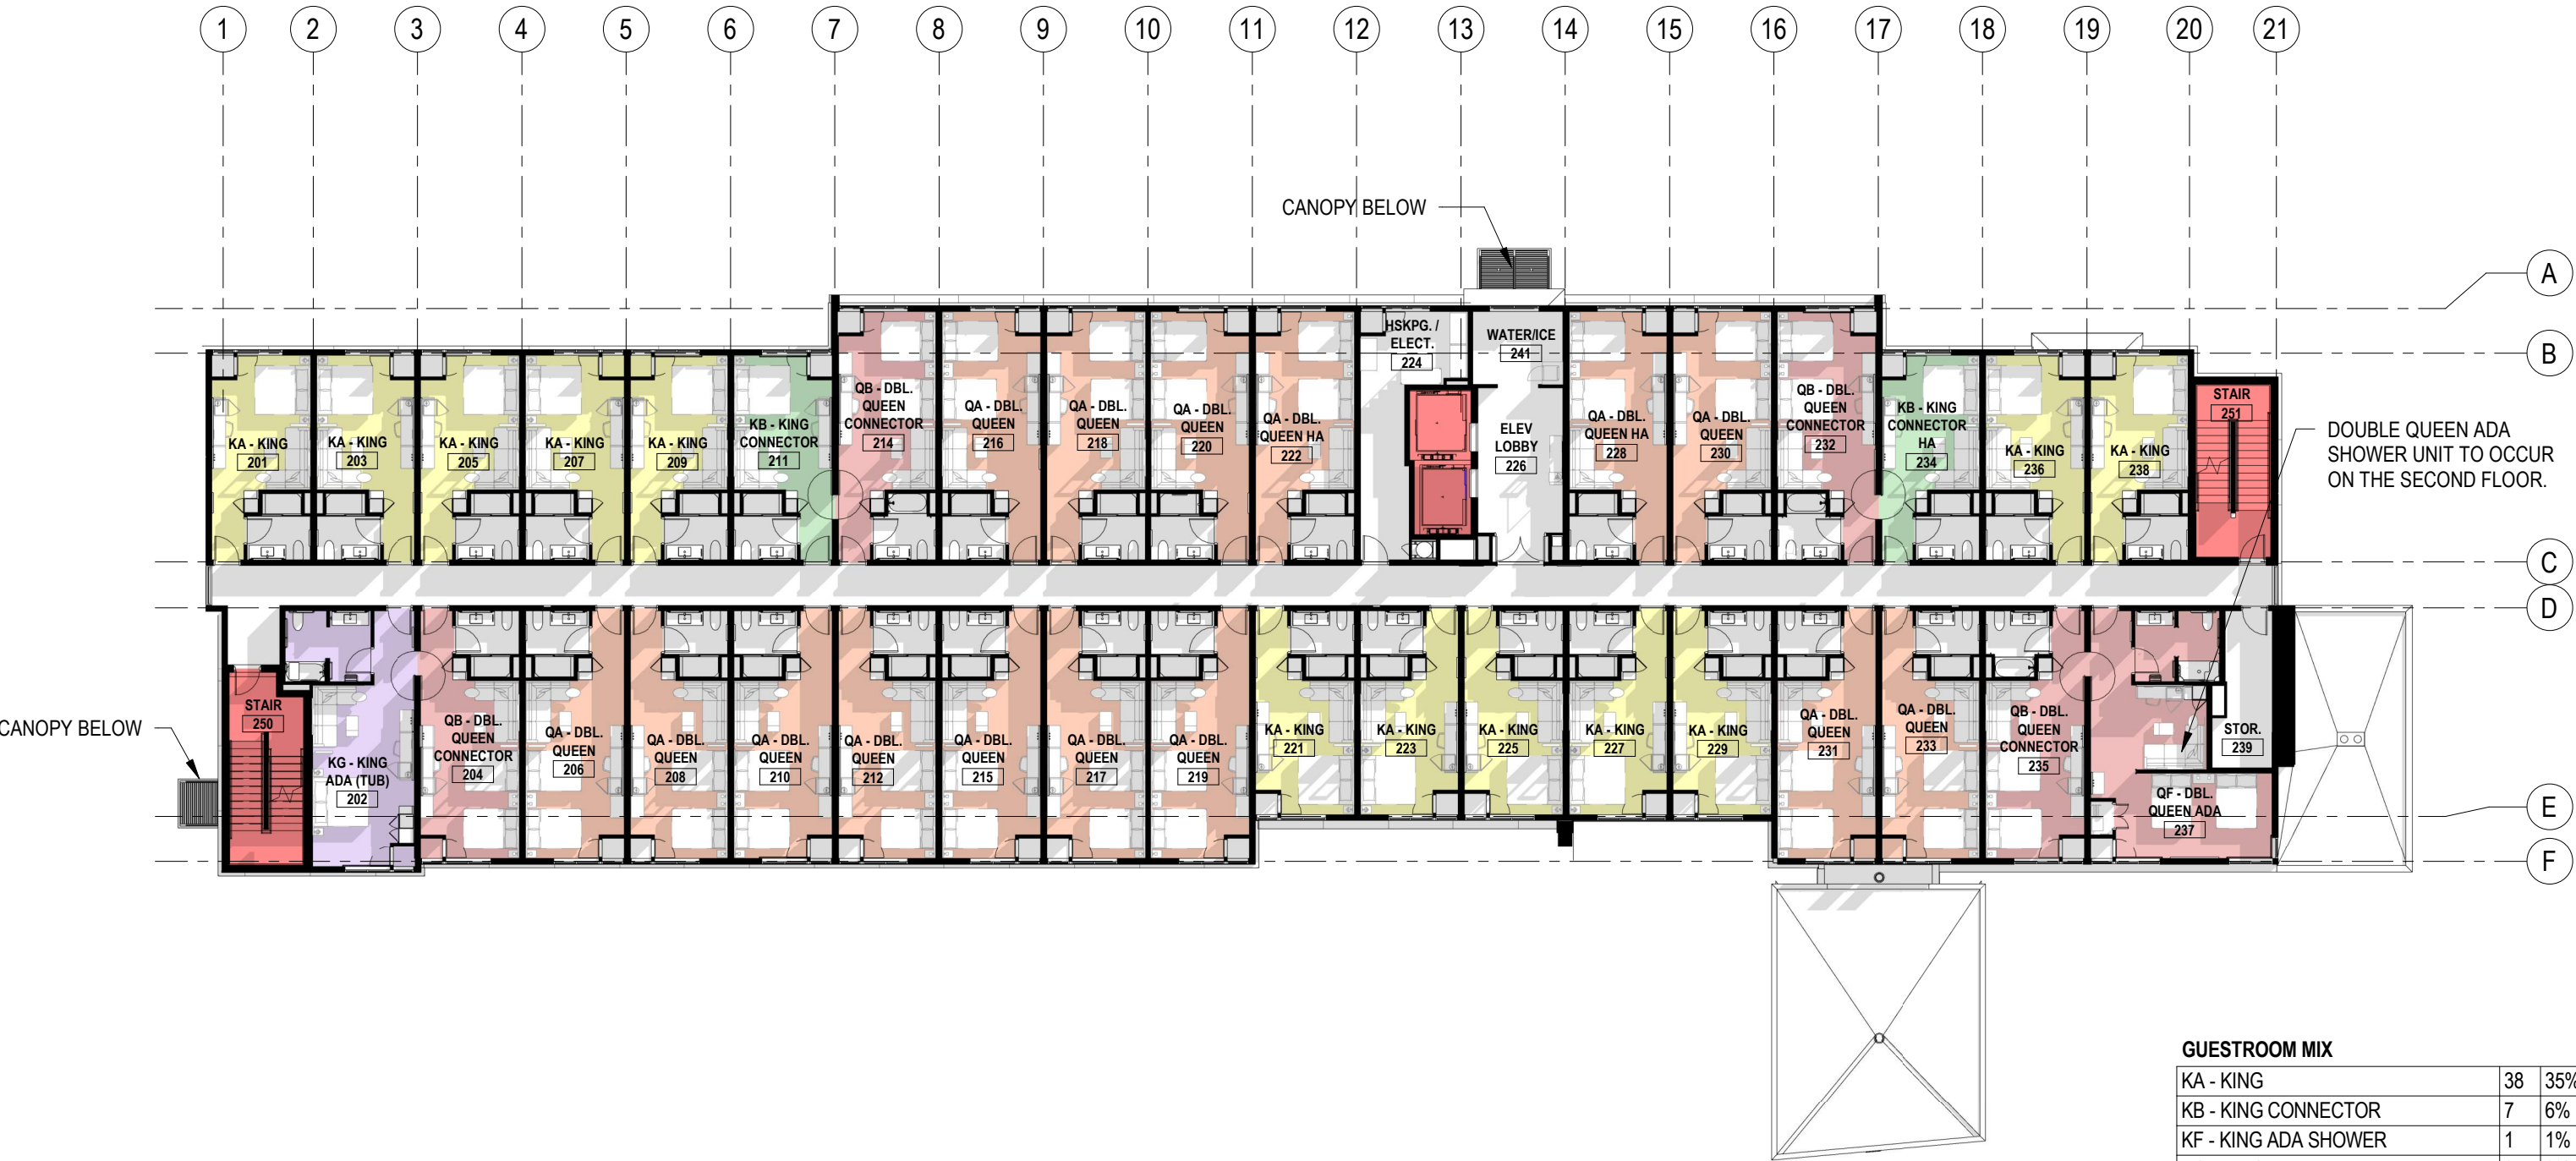 1 2 3 4 5 6 7 8 9 10 11 12 13 14 15 16 17 18 19 20 21
CANOPY BELOW
A
B
C
D
E
F
KA - KING
201
KA - KING
203
KA - KING
205
KA - KING
207
KA - KING
209
KB - KING
CONNECTOR
211
QB - DBL.
QUEEN
CONNECTOR
214
QA - DBL.
QUEEN
216
QA - DBL.
QUEEN
218
QA - DBL.
QUEEN
220
QA - DBL.
QUEEN HA
222
HSKPG. /
ELECT.
224
WATER/ICE
241
ELEV
LOBBY
226
QA - DBL.
QUEEN HA
228
QA - DBL.
QUEEN
230
QB - DBL.
QUEEN
CONNECTOR
232
KB - KING
CONNECTOR
HA
234
KA - KING
236
KA - KING
238
STAIR
251
DOUBLE QUEEN ADA
SHOWER UNIT TO OCCUR
ON THE SECOND FLOOR.
CANOPY BELOW
STAIR
250
KG - KING
ADA (TUB)
202
QB - DBL.
QUEEN
CONNECTOR
204
QA - DBL.
QUEEN
206
QA - DBL.
QUEEN
208
QA - DBL.
QUEEN
210
QA - DBL.
QUEEN
212
QA - DBL.
QUEEN
215
QA - DBL.
QUEEN
217
QA - DBL.
QUEEN
219
KA - KING
221
KA - KING
223
KA - KING
225
KA - KING
227
KA - KING
229
QA - DBL.
QUEEN
231
QA - DBL.
QUEEN
233
QB - DBL.
QUEEN
CONNECTOR
235
QF - DBL.
QUEEN ADA
237
STOR.
239
GUESTROOM MIX
KA - KING 38 35%
KB - KING CONNECTOR 7 6%
KF - KING ADA SHOWER 1 1%